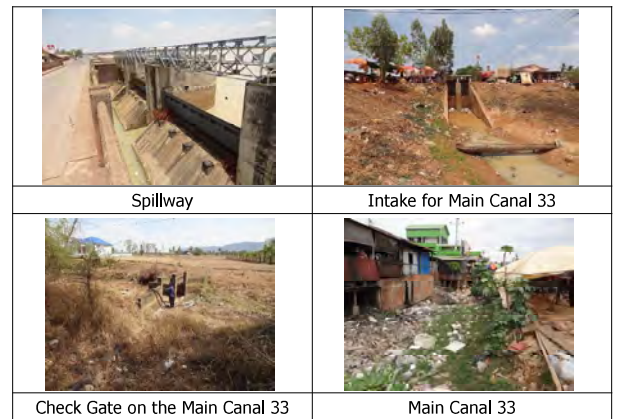 Spillway
Intake for Main Canal 33
Check Gate on the Main Canal 33
Main Canal 33